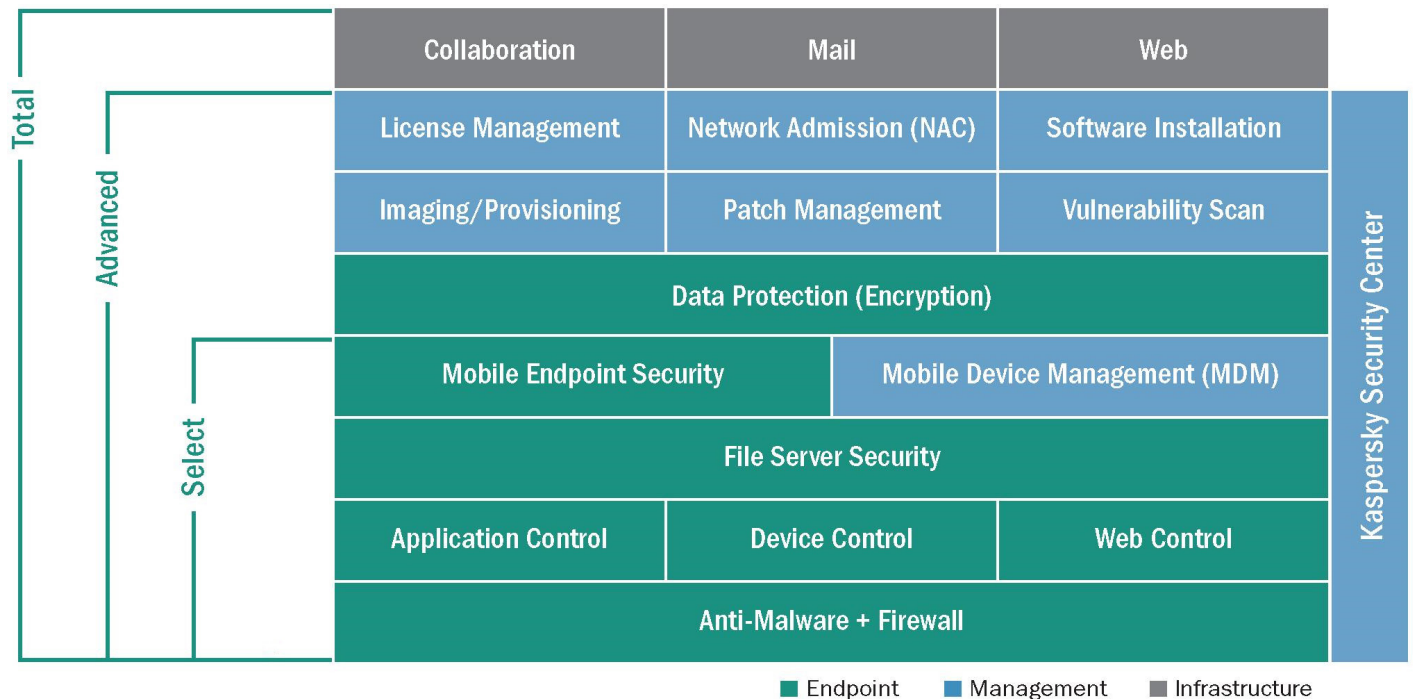 Collaboration
Mail
Web
License Management
Network Admission (NAC)
Software Installation
Imaging/Provisioning
Patch Management
Vulnerability Scan
Data Protection (Encryption)
Mobile Endpoint Security
Mobile Device Management (MDM)
File Server Security
Application Control
Device Control
Web Control
Anti-Malware + Firewall
Total
Advanced
Select
Kaspersky Security Center
Endpoint
Management
Infrastructure